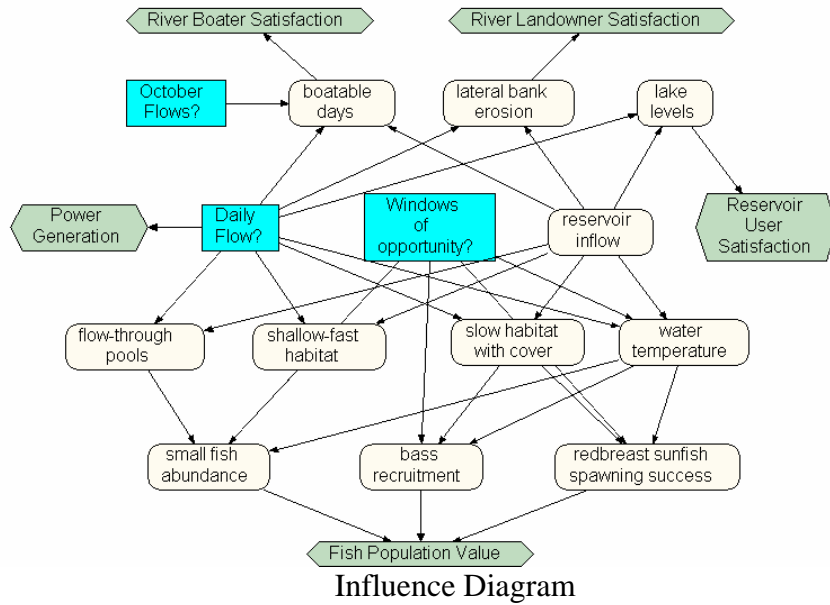 River Boater Satisfaction
River Landowner Satisfaction
October
Flows?
boatable
days
lateral bank
erosion
lake
levels
Power
Generation
Daily
Flow?
Windows
of
opportunity?
reservoir
inflow
Reservoir
User
Satisfaction
flow-through
pools
shallow-fast
habitat
slow habitat
with cover
water
temperature
small fish
abundance
bass
recruitment
redbreast sunfish
spawning success
Fish Population Value
Influence Diagram